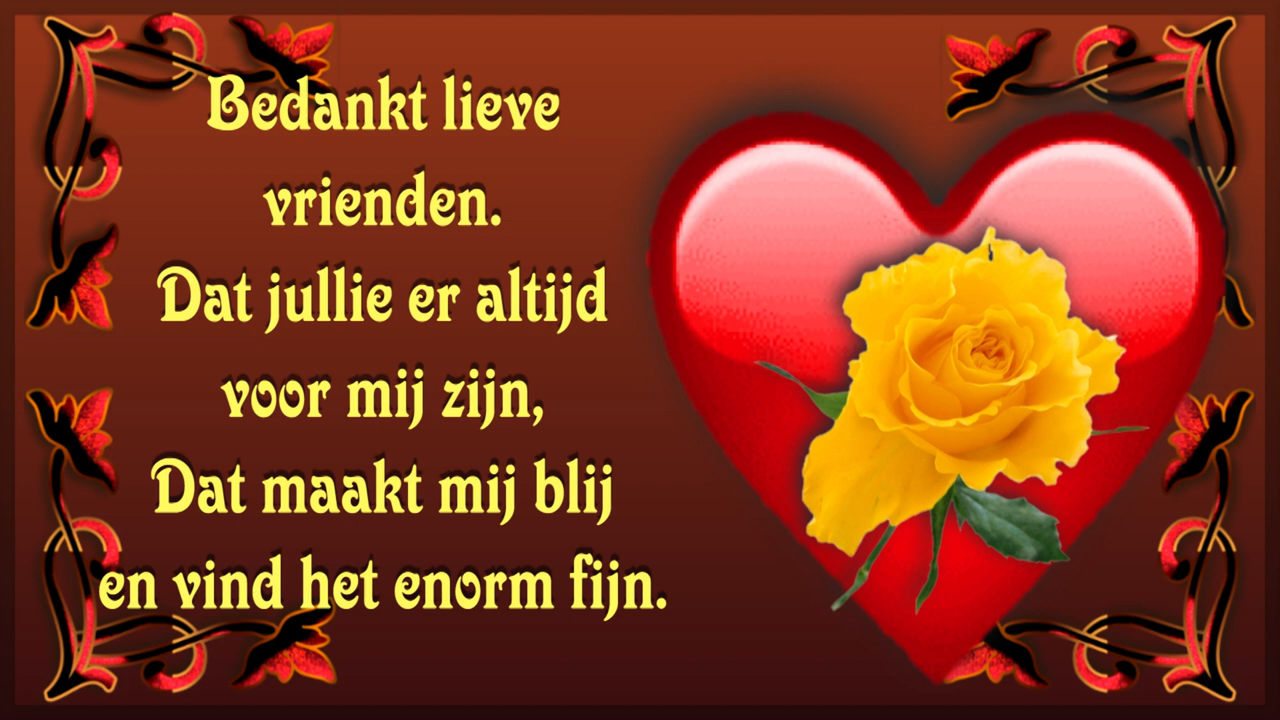 Bedankt lieve
vrienden.
Dat jullie er altijd
voor mij zijn,
Dat maakt mij blij
en vind het enorm fijn.